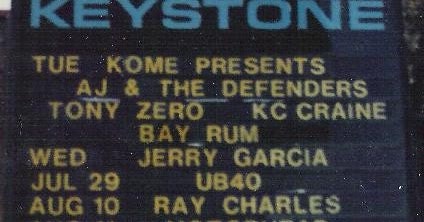 KEYSTONE
TUE KOME PRESENTS
AJ & THE DEFENDERS
TONY ZERO KC CRAINE
BAY RUM
WED JERRY GARCIA
JUL 29 UB40
AUG 10 RAY CHARLES